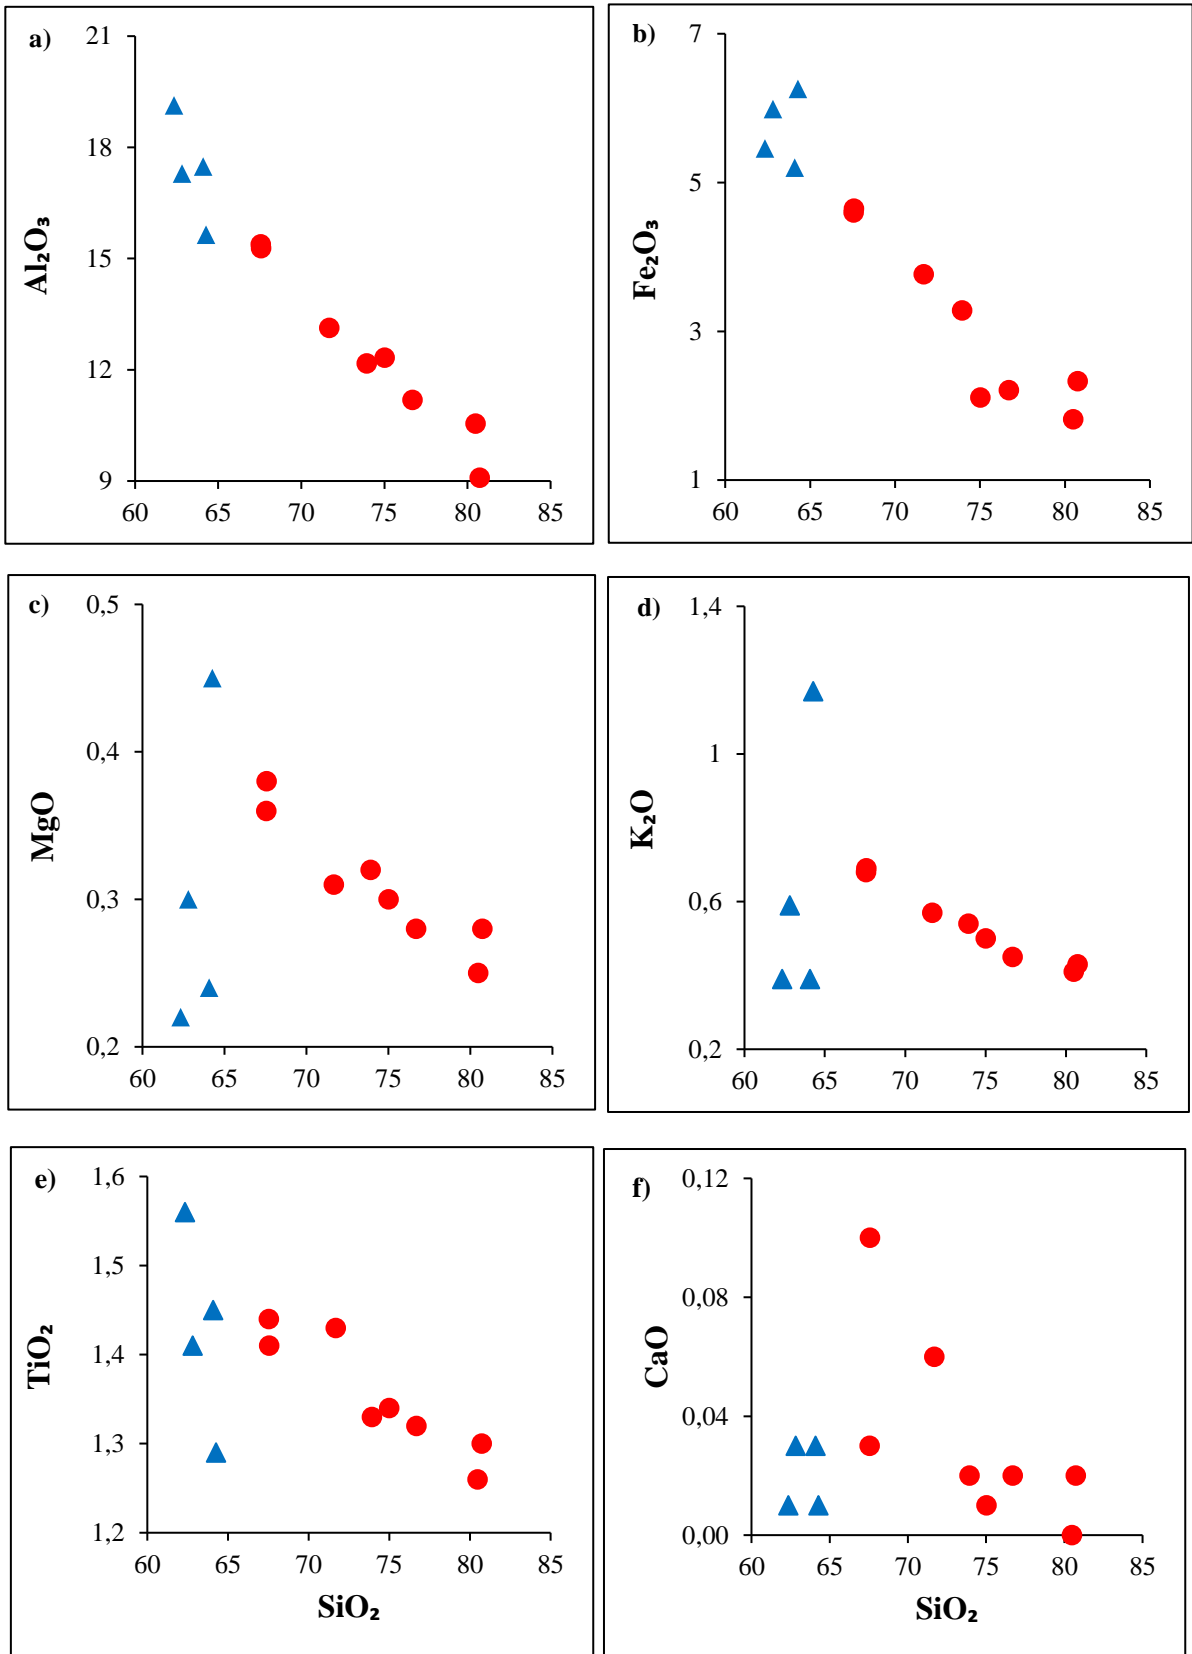 a)
21
18
15
12
9
Al₂O₃
60 65 70 75 80 85
b)
7
5
3
1
Fe₂O₃
60 65 70 75 80 85
c)
0,5
0,4
0,3
0,2
MgO
60 65 70 75 80 85
d)
1,4
1
0,6
0,2
K₂O
60 65 70 75 80 85
e)
1,6
1,5
1,4
1,3
1,2
TiO₂
60 65 70 75 80 85
SiO₂
f)
0,12
0,08
0,04
0,00
CaO
60 65 70 75 80 85
SiO₂